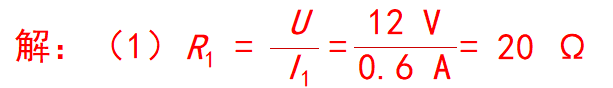 解：（1）R₁ = U/I₁ = 12 V/0.6 A = 20 Ω